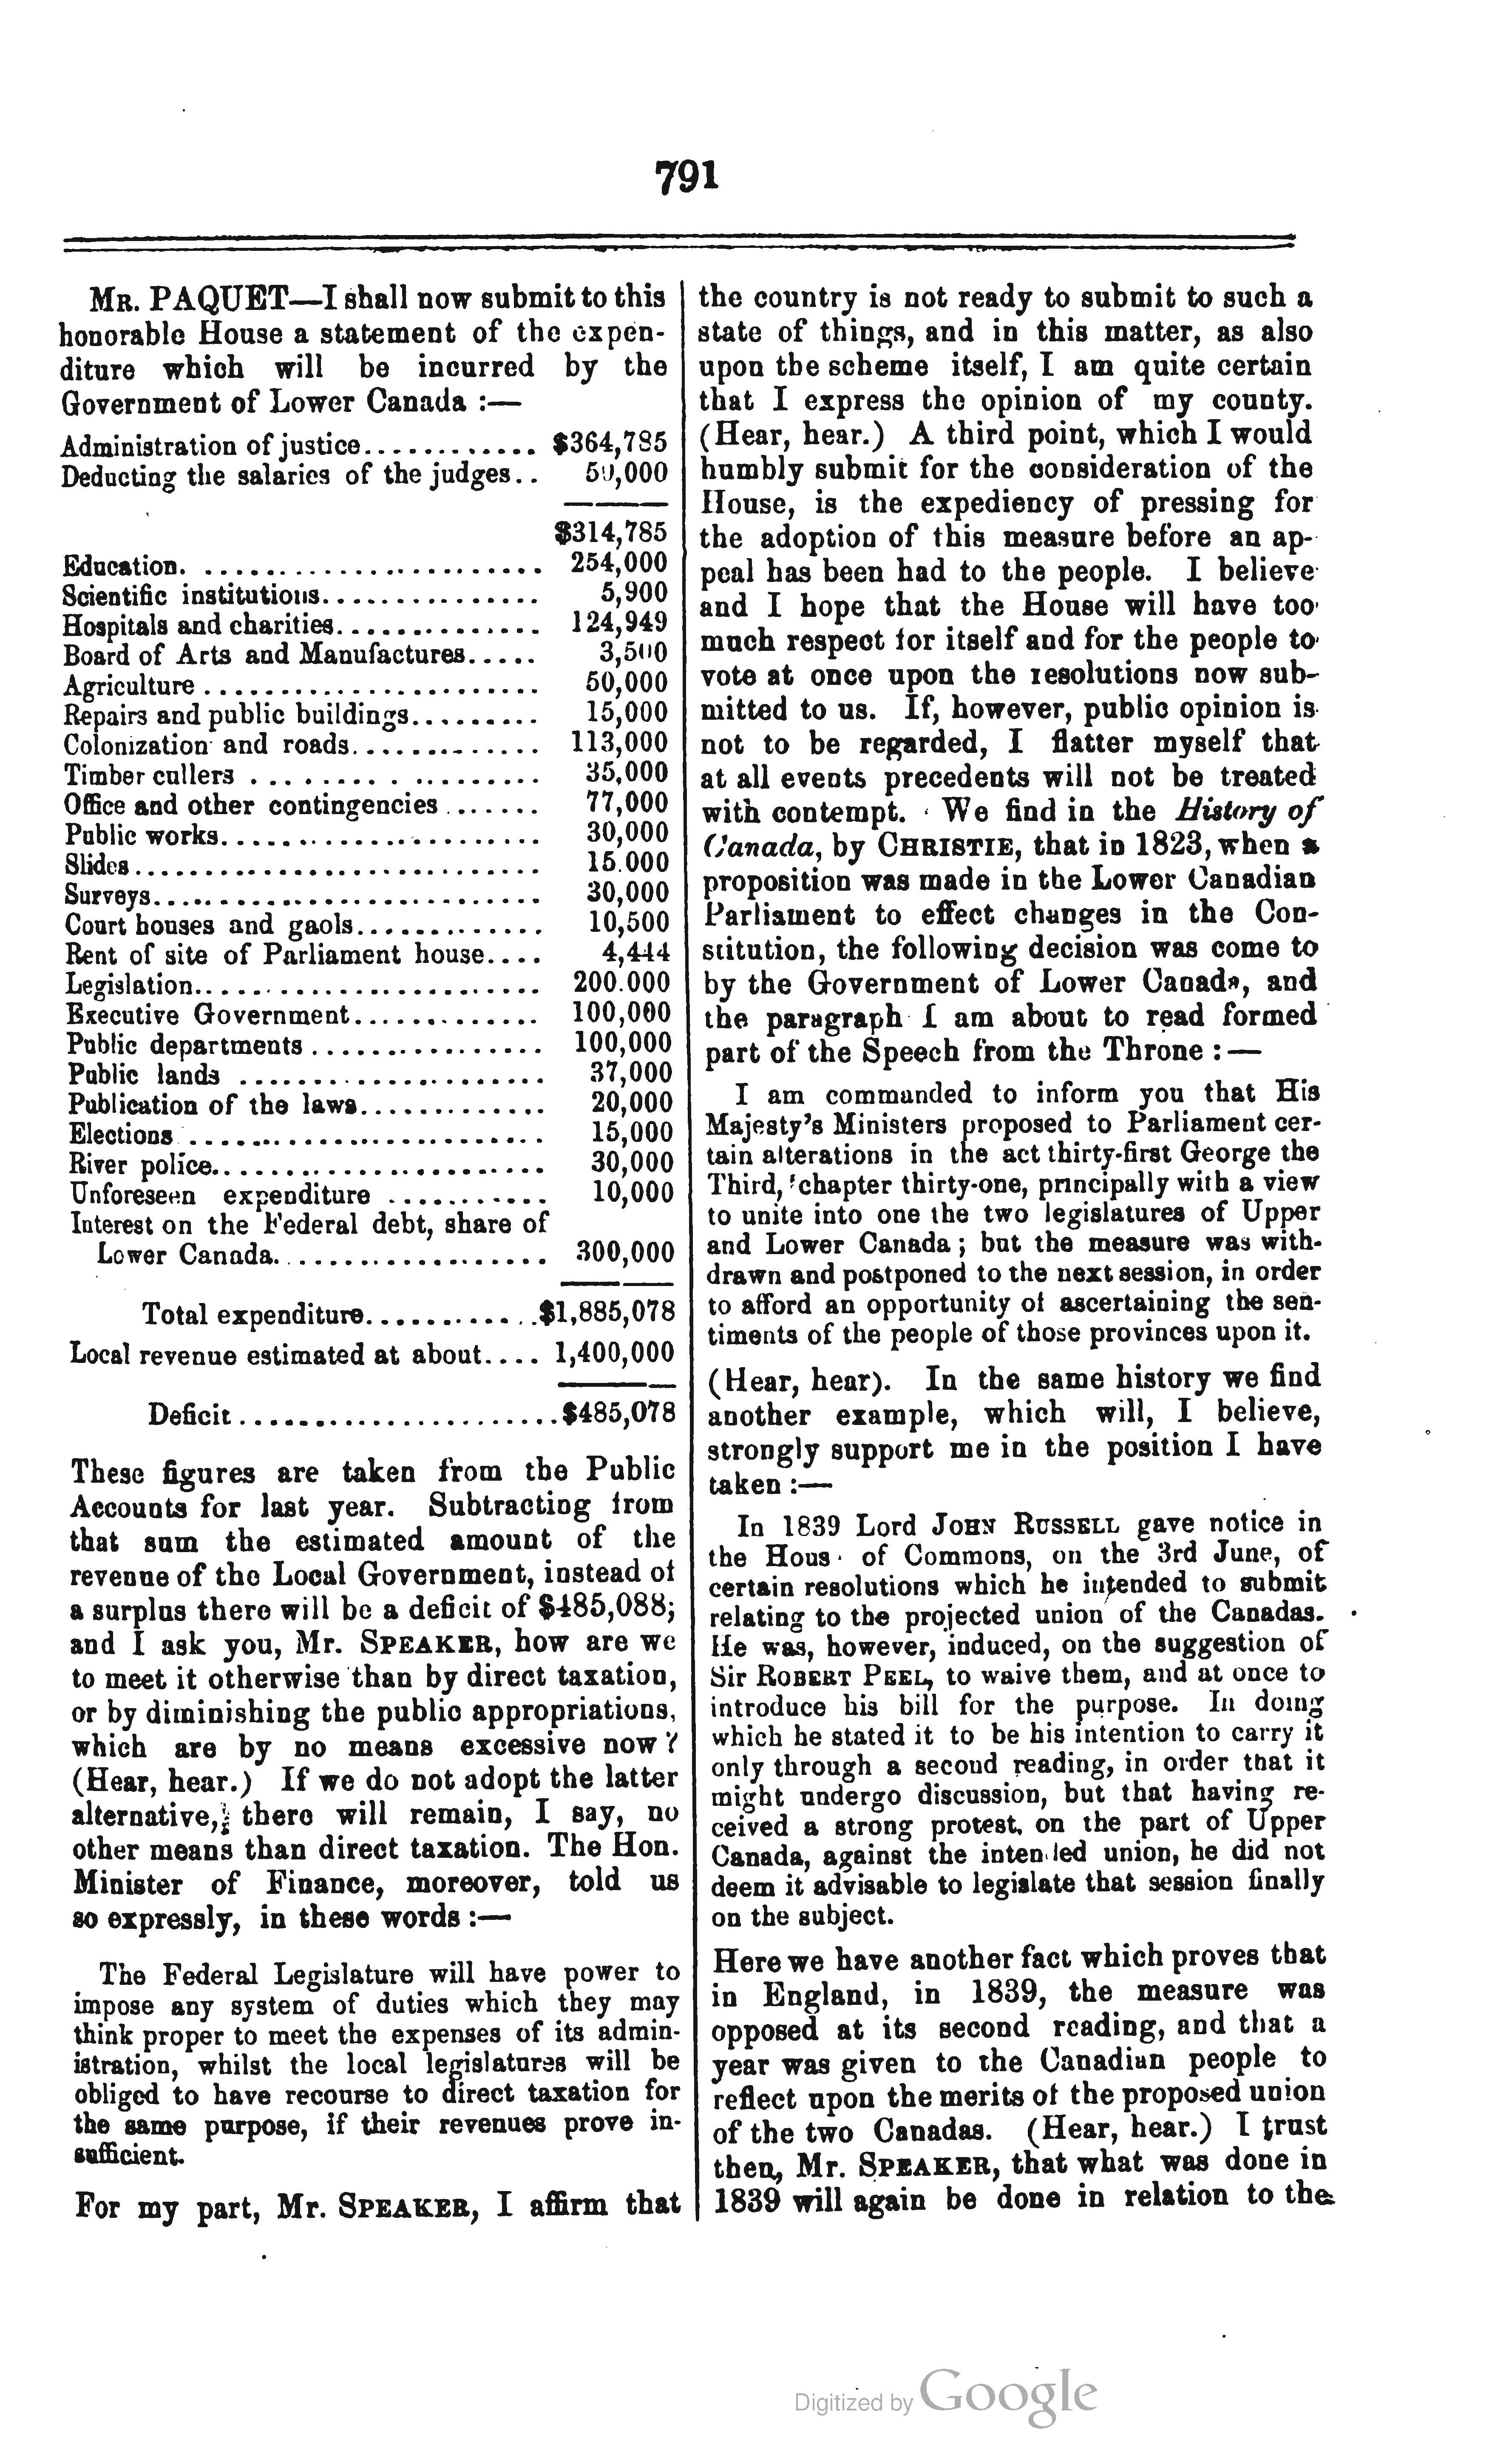 791
MR. PAQUET—I shall now submit to this
honorable House a statement of the expen-
diture which will be incurred by the
Government of Lower Canada :—
Administration of justice............. $364,785
Deducting the salaries of the judges.. 50,000
$314,785
Education. ....................... 254,000
Scientific institutions............... 5,900
Hospitals and charities.............. 124,949
Board of Arts and Manufactures..... 3,500
Agriculture ...................... 50,000
Repairs and public buildings......... 15,000
Colonization and roads............. 113,000
Timber cullers ................... 35,000
Office and other contingencies ....... 77,000
Public works..................... 30,000
Slides........................... 15.000
Surveys.......................... 30,000
Court houses and gaols............. 10,500
Rent of site of Parliament house.... 4,444
Legislation....................... 200.000
Executive Government............. 100,000
Public departments ................ 100,000
Public lands .................... 37,000
Publication of the laws............. 20,000
Elections ....................... 15,000
River police...................... 30,000
Unforeseen expenditure ........... 10,000
Interest on the Federal debt, share of
Lower Canada................... 300,000
Total expenditure.............$1,885,078
Local revenue estimated at about.... 1,400,000
Deficit......................$485,078
These figures are taken from the Public
Accounts for last year. Subtracting from
that sum the estimated amount of the
revenue of the Local Government, instead of
a surplus there will be a deficit of $485,088;
and I ask you, Mr. SPEAKER, how are we
to meet it otherwise than by direct taxation,
or by diminishing the public appropriations,
which are by no means excessive now ?
(Hear, hear.) If we do not adopt the latter
alternative, there will remain, I say, no
other means than direct taxation. The Hon.
Minister of Finance, moreover, told us
so expressly, in these words :—
The Federal Legislature will have power to
impose any system of duties which they may
think proper to meet the expenses of its admin-
istration, whilst the local legislatures will be
obliged to have recourse to direct taxation for
the same purpose, if their revenues prove in-
sufficient.
For my part, Mr. SPEAKER, I affirm that
the country is not ready to submit to such a
state of things, and in this matter, as also
upon the scheme itself, I am quite certain
that I express the opinion of my county.
(Hear, hear.) A third point, which I would
humbly submit for the consideration of the
House, is the expediency of pressing for
the adoption of this measure before an ap-
peal has been had to the people. I believe
and I hope that the House will have too
much respect for itself and for the people to
vote at once upon the resolutions now sub-
mitted to us. If, however, public opinion is
not to be regarded, I flatter myself that
at all events precedents will not be treated
with contempt. We find in the History of
Canada, by CHRISTIE, that in 1823, when a
proposition was made in the Lower Canadian
Parliament to effect changes in the Con-
stitution, the following decision was come to
by the Government of Lower Canada, and
the paragraph I am about to read formed
part of the Speech from the Throne :—
I am commanded to inform you that His
Majesty's Ministers proposed to Parliament cer-
tain alterations in the act thirty-first George the
Third, chapter thirty-one, principally with a view
to unite into one the two legislatures of Upper
and Lower Canada ; but the measure was with-
drawn and postponed to the next session, in order
to afford an opportunity of ascertaining the sen-
timents of the people of those provinces upon it.
(Hear, hear). In the same history we find
another example, which will, I believe,
strongly support me in the position I have
taken :—
In 1839 Lord JOHN RUSSELL gave notice in
the House of Commons, on the 3rd June, of
certain resolutions which he intended to submit
relating to the projected union of the Canadas.
He was, however, induced, on the suggestion of
Sir ROBERT PEEL, to waive them, and at once to
introduce his bill for the purpose. In doing
which he stated it to be his intention to carry it
only through a second reading, in order that it
might undergo discussion, but that having re-
ceived a strong protest, on the part of Upper
Canada, against the intended union, he did not
deem it advisable to legislate that session finally
on the subject.
Here we have another fact which proves that
in England, in 1839, the measure was
opposed at its second reading, and that a
year was given to the Canadian people to
reflect upon the merits of the proposed union
of the two Canadas. (Hear, hear.) I trust
then, Mr. SPEAKER, that what was done in
1839 will again be done in relation to the
Digitized by Google